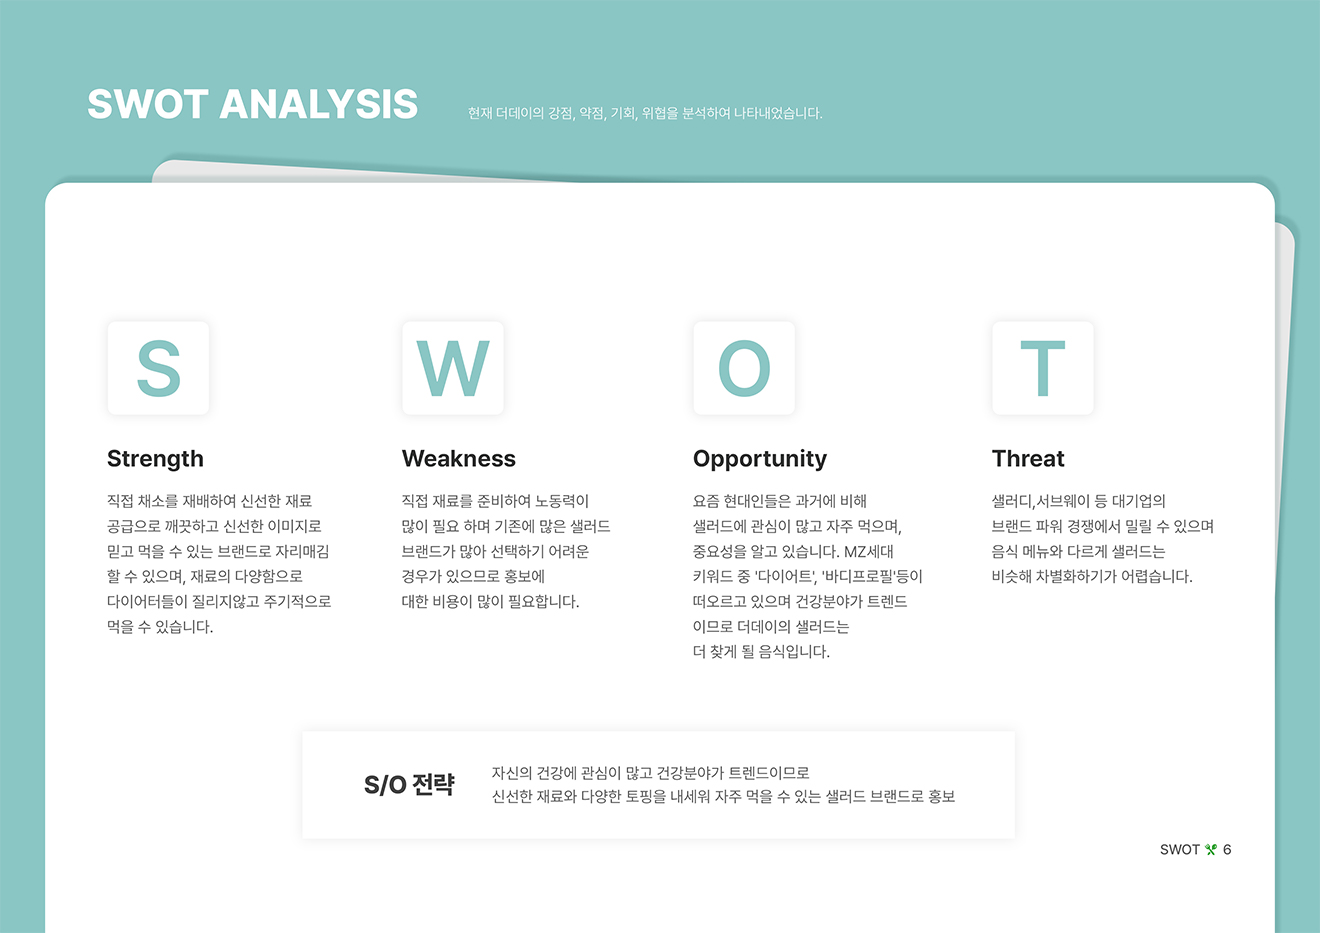 SWOT ANALYSIS
현재 더데이의 강점, 약점, 기회, 위협을 분석하여 나타내었습니다.
S
Strength
직접 채소를 재배하여 신선한 재료
공급으로 깨끗하고 신선한 이미지로
믿고 먹을 수 있는 브랜드로 자리매김
할 수 있으며, 재료의 다양함으로
다이어터들이 질리지않고 주기적으로
먹을 수 있습니다.
W
Weakness
직접 재료를 준비하여 노동력이
많이 필요 하며 기존에 많은 샐러드
브랜드가 많아 선택하기 어려운
경우가 있으므로 홍보에
대한 비용이 많이 필요합니다.
O
Opportunity
요즘 현대인들은 과거에 비해
샐러드에 관심이 많고 자주 먹으며,
중요성을 알고 있습니다. MZ세대
키워드 중 '다이어트', '바디프로필'등이
떠오르고 있으며 건강분야가 트렌드
이므로 더데이의 샐러드는
더 찾게 될 음식입니다.
T
Threat
샐러디,서브웨이 등 대기업의
브랜드 파워 경쟁에서 밀릴 수 있으며
음식 메뉴와 다르게 샐러드는
비슷해 차별화하기가 어렵습니다.
S/O 전략
자신의 건강에 관심이 많고 건강분야가 트렌드이므로
신선한 재료와 다양한 토핑을 내세워 자주 먹을 수 있는 샐러드 브랜드로 홍보
SWOT 6